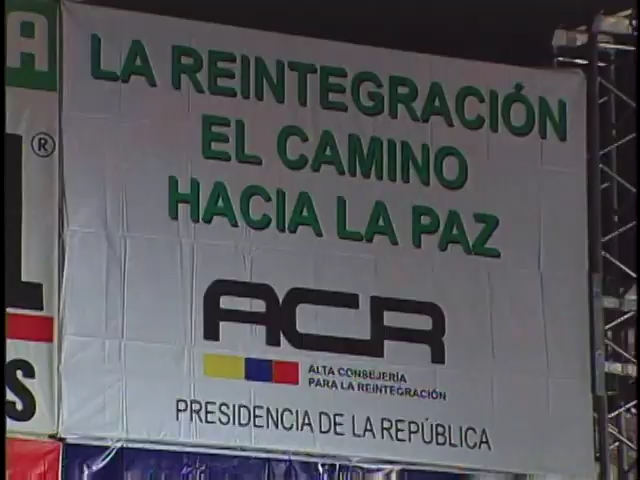 LA REINTEGRACIÓN
EL CAMINO
HACIA LA PAZ
ACR
ALTA CONSEJERÍA
PARA LA REINTEGRACIÓN
PRESIDENCIA DE LA REPÚBLICA
A
®
S